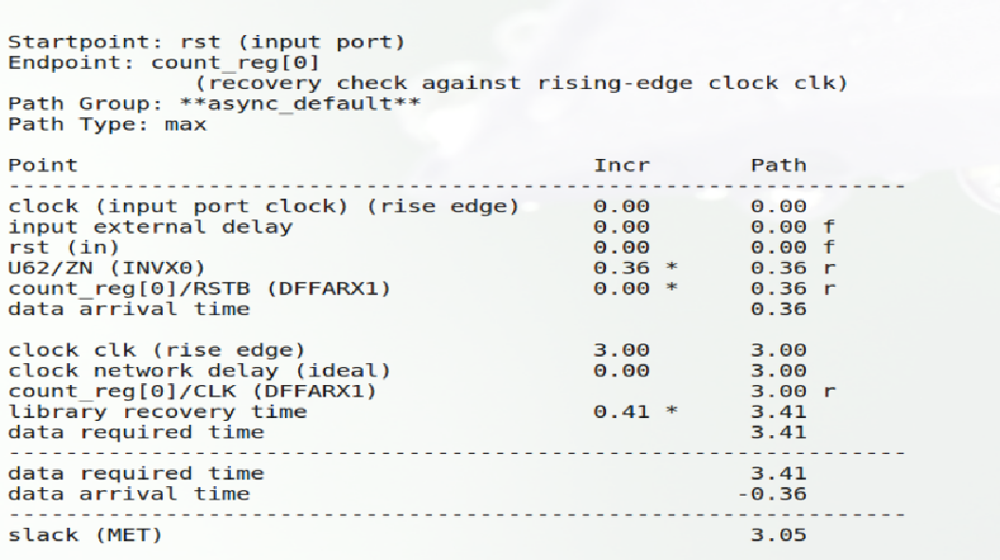 Startpoint: rst (input port)
Endpoint: count_reg[0]
(recovery check against rising-edge clock clk)
Path Group: **async_default**
Path Type: max
Point Incr Path
---------------------------------------------------------------
clock (input port clock) (rise edge) 0.00 0.00
input external delay 0.00 0.00 f
rst (in) 0.00 0.00 f
U62/ZN (INVX0) 0.36 * 0.36 r
count_reg[0]/RSTB (DFFARX1) 0.00 * 0.36 r
data arrival time 0.36
clock clk (rise edge) 3.00 3.00
clock network delay (ideal) 0.00 3.00
count_reg[0]/CLK (DFFARX1) 3.00 r
library recovery time 0.41 * 3.41
data required time 3.41
---------------------------------------------------------------
data required time 3.41
data arrival time -0.36
---------------------------------------------------------------
slack (MET) 3.05